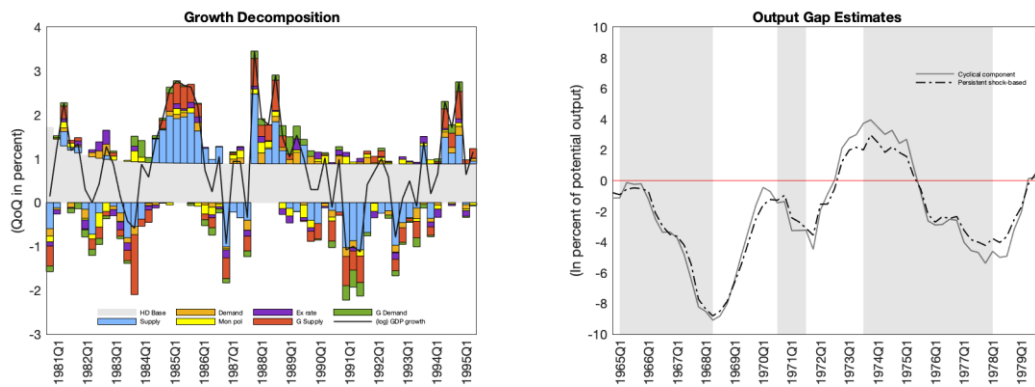 Growth Decomposition
(QoQ in percent)
4
3
2
1
0
-1
-2
-3
HD Base
Demand
Ex rate
G Demand
Supply
Mon pol
G Supply
(log) GDP growth
1981Q1
1982Q1
1983Q1
1984Q1
1985Q1
1986Q1
1987Q1
1988Q1
1989Q1
1990Q1
1991Q1
1992Q1
1993Q1
1994Q1
1995Q1
Output Gap Estimates
(In percent of potential output)
10
8
6
4
2
0
-2
-4
-6
-8
-10
Cyclical component
Persistent shock-based
1965Q1
1966Q1
1967Q1
1968Q1
1969Q1
1970Q1
1971Q1
1972Q1
1973Q1
1974Q1
1975Q1
1976Q1
1977Q1
1978Q1
1979Q1